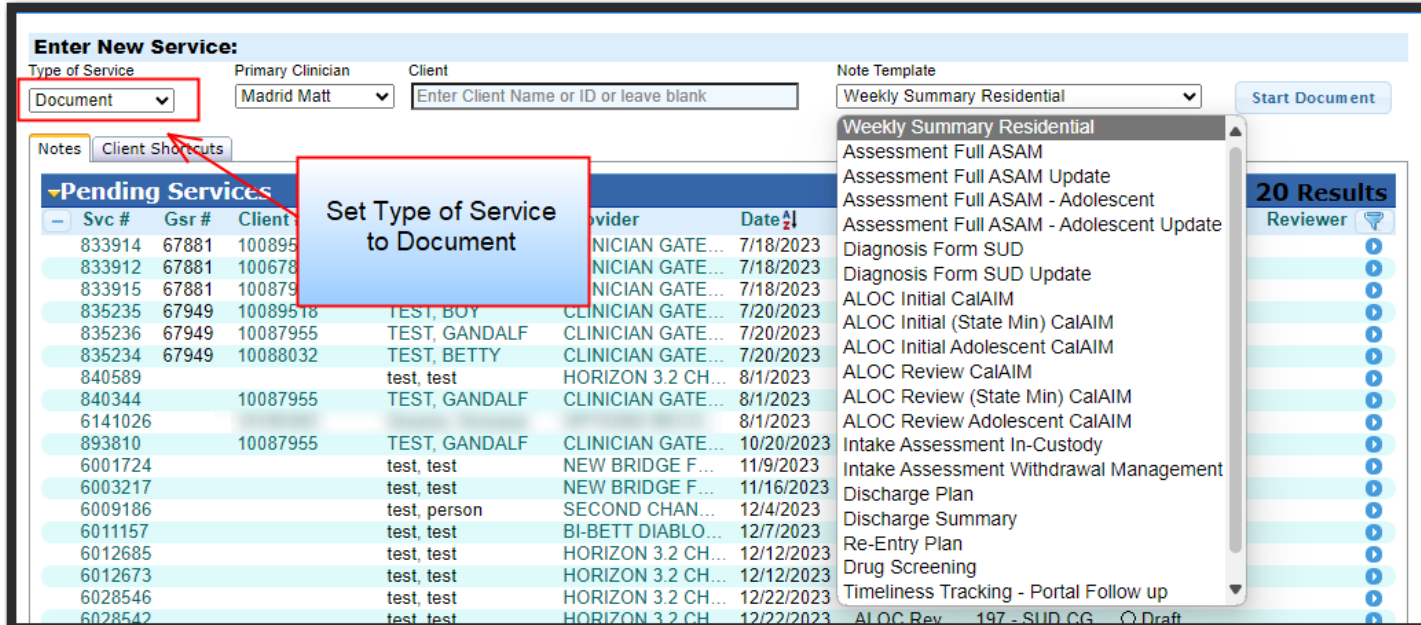 Enter New Service:
Type of Service Primary Clinician Client Note Template
Document Madrid Matt Enter Client Name or ID or leave blank Weekly Summary Residential Start Document
Notes Client Shortcuts
Set Type of Service
to Document
Weekly Summary Residential
Assessment Full ASAM
Assessment Full ASAM Update
Assessment Full ASAM - Adolescent
Assessment Full ASAM - Adolescent Update
Diagnosis Form SUD
Diagnosis Form SUD Update
ALOC Initial CalAIM
ALOC Initial (State Min) CalAIM
ALOC Initial Adolescent CalAIM
ALOC Review CalAIM
ALOC Review (State Min) CalAIM
ALOC Review Adolescent CalAIM
Intake Assessment In-Custody
Intake Assessment Withdrawal Management
Discharge Plan
Discharge Summary
Re-Entry Plan
Drug Screening
Timeliness Tracking - Portal Follow up
Pending Services 20 Results
Svc # Gsr # Client ovider Date Reviewer
833914 67881 100895 NICIAN GATE... 7/18/2023
833912 67881 100678 NICIAN GATE... 7/18/2023
833915 67881 100879 NICIAN GATE... 7/18/2023
835235 67949 10089518 TEST, BOY CLINICIAN GATE... 7/20/2023
835236 67949 10087955 TEST, GANDALF CLINICIAN GATE... 7/20/2023
835234 67949 10088032 TEST, BETTY CLINICIAN GATE... 7/20/2023
840589 test, test HORIZON 3.2 CH... 8/1/2023
840344 10087955 TEST, GANDALF CLINICIAN GATE... 8/1/2023
6141026 8/1/2023
893810 10087955 TEST, GANDALF CLINICIAN GATE... 10/20/2023
6001724 test, test NEW BRIDGE F... 11/9/2023
6003217 test, test NEW BRIDGE F... 11/16/2023
6009186 test, person SECOND CHAN... 12/4/2023
6011157 test, test BI-BETT DIABLO... 12/7/2023
6012685 test, test HORIZON 3.2 CH... 12/12/2023
6012673 test, test HORIZON 3.2 CH... 12/12/2023
6028546 test, test HORIZON 3.2 CH... 12/22/2023
6028542 test, test HORIZON 3.2 CH... 12/22/2023 ALOC Rev... 197 - SUD CG Draft